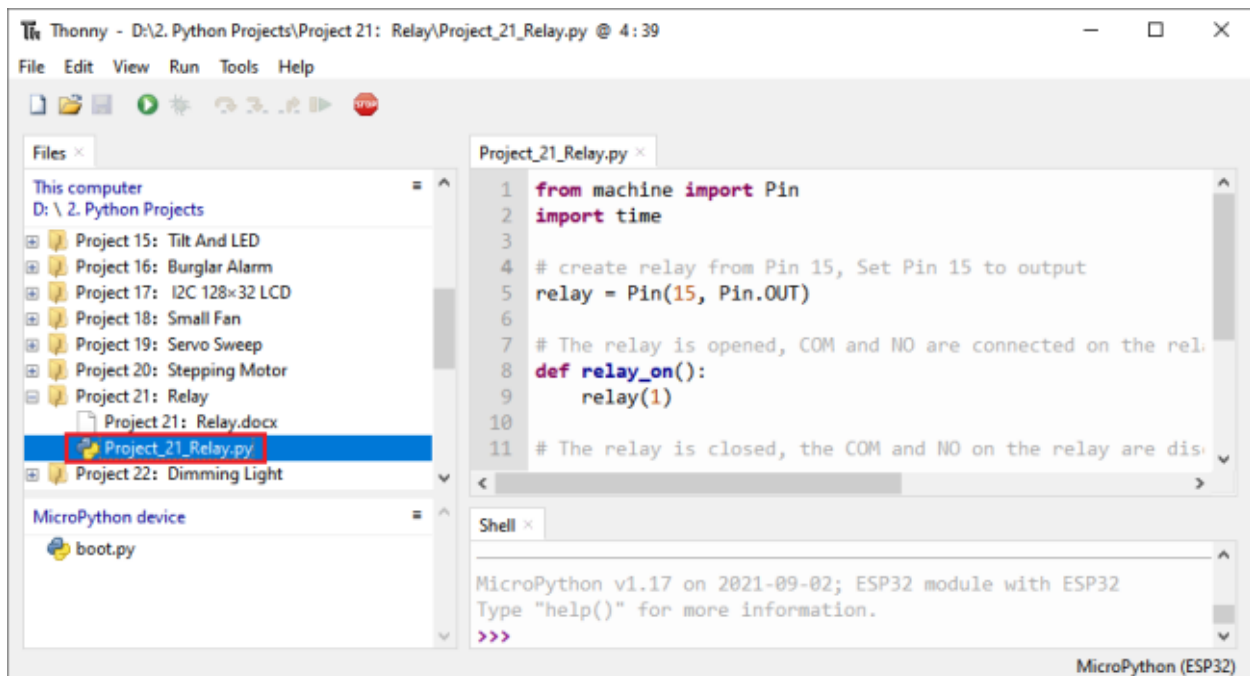 Thonny - D:\2. Python Projects\Project 21: Relay\Project_21_Relay.py @ 4:39
File Edit View Run Tools Help
STOP
Files
This computer
D: \ 2. Python Projects
Project 15: Tilt And LED
Project 16: Burglar Alarm
Project 17: I2C 128×32 LCD
Project 18: Small Fan
Project 19: Servo Sweep
Project 20: Stepping Motor
Project 21: Relay
Project 21: Relay.docx
Project_21_Relay.py
Project 22: Dimming Light
MicroPython device
boot.py
Project_21_Relay.py
1 from machine import Pin
2 import time
3
4 # create relay from Pin 15, Set Pin 15 to output
5 relay = Pin(15, Pin.OUT)
6
7 # The relay is opened, COM and NO are connected on the rel
8 def relay_on():
9     relay(1)
10
11 # The relay is closed, the COM and NO on the relay are dis
Shell
MicroPython v1.17 on 2021-09-02; ESP32 module with ESP32
Type "help()" for more information.
>>>
MicroPython (ESP32)